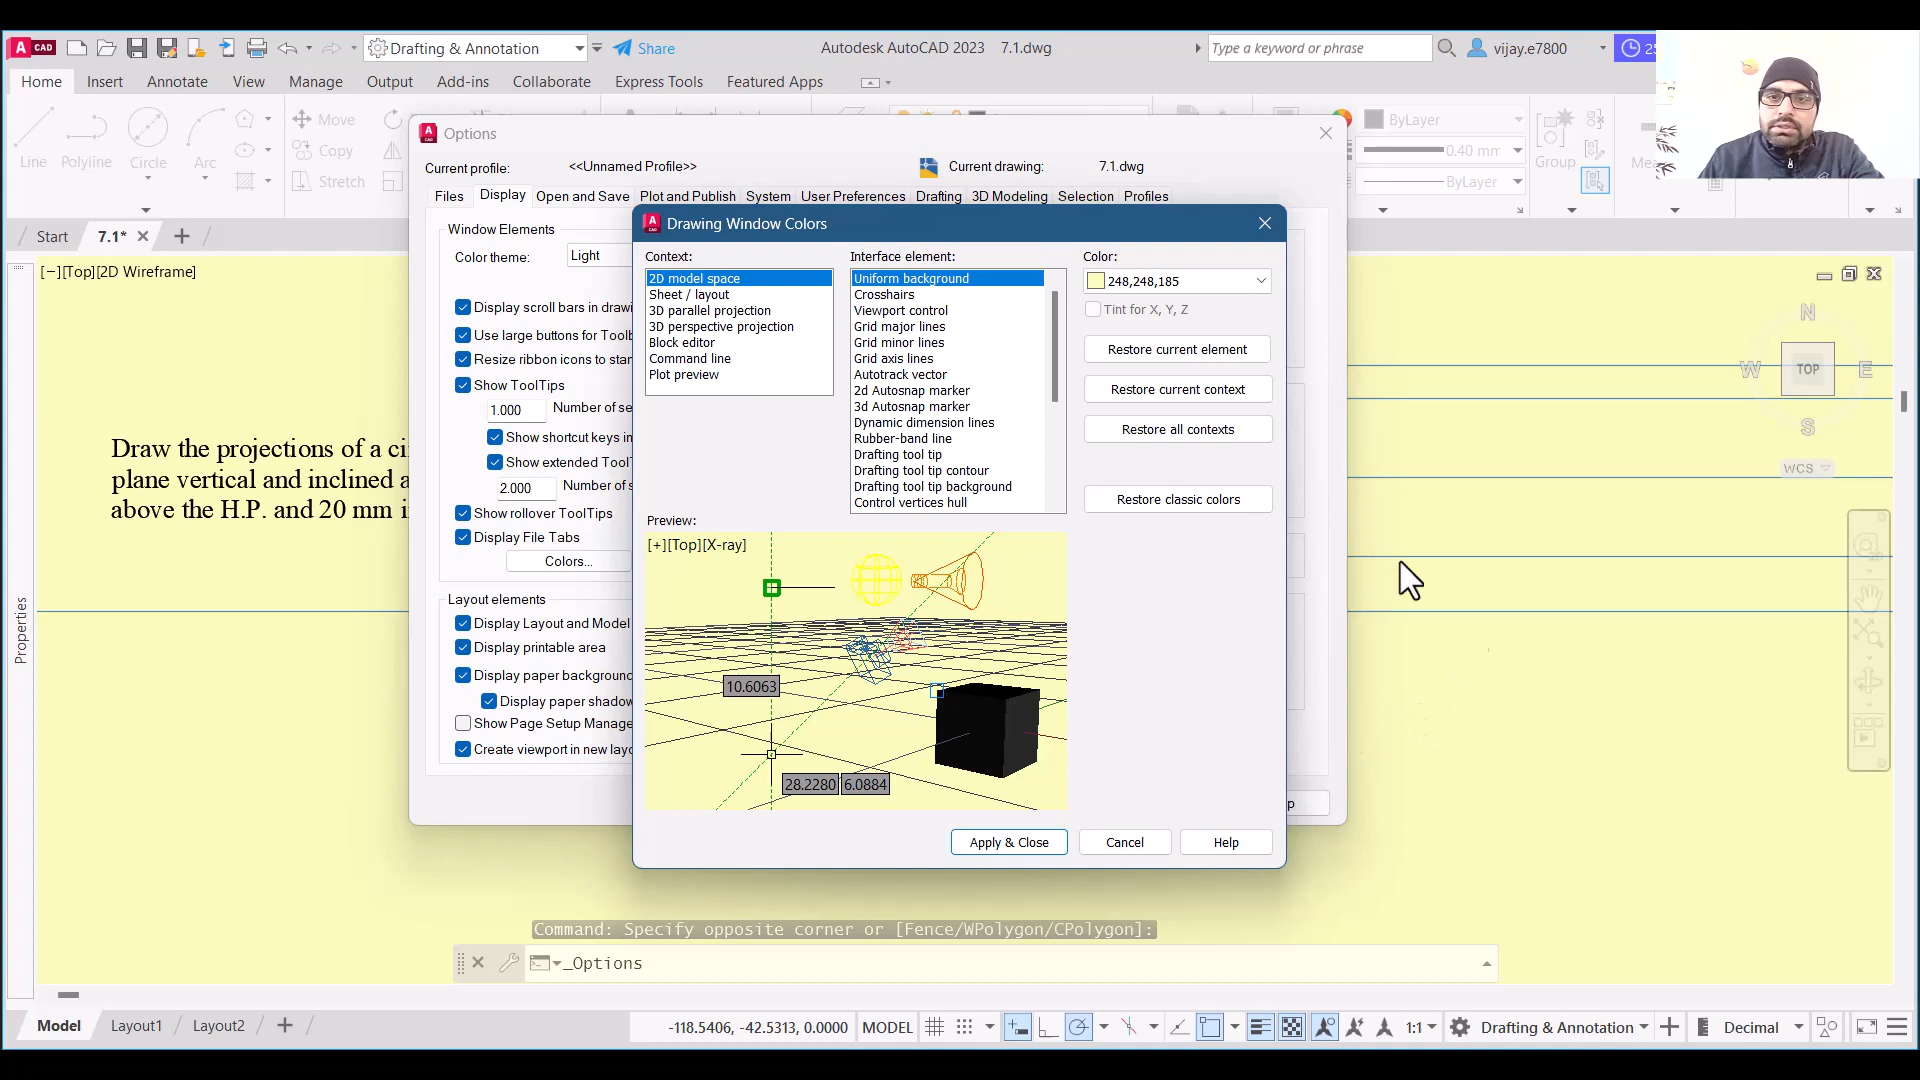 A CAD
Drafting & Annotation
Share
Autodesk AutoCAD 2023 7.1.dwg
Type a keyword or phrase
vijay.e7800
Home Insert Annotate View Manage Output Add-ins Collaborate Express Tools Featured Apps
Line Polyline Circle Arc
Move
Copy
Stretch
ByLayer
0.40 mm
ByLayer
Group
Start 7.1*
[−][Top][2D Wireframe]
Options
Current profile: <<Unnamed Profile>> Current drawing: 7.1.dwg
Files Display Open and Save Plot and Publish System User Preferences Drafting 3D Modeling Selection Profiles
Window Elements
Color theme: Light
Display scroll bars in drawi
Resize ribbon icons to stan
Show ToolTips
1.000 Number of se
Show shortcut keys in
2.000 Number of s
Show rollover ToolTips
Display File Tabs
Colors...
Layout elements
Display Layout and Model
Display printable area
Display paper background
Display paper shadow
Show Page Setup Manage
Create viewport in new layo
Drawing Window Colors
Context:
2D model space
Sheet / layout
3D parallel projection
3D perspective projection
Block editor
Command line
Plot preview
Interface element:
Uniform background
Crosshairs
Viewport control
Grid major lines
Grid minor lines
Grid axis lines
Autotrack vector
2d Autosnap marker
3d Autosnap marker
Dynamic dimension lines
Rubber-band line
Drafting tool tip
Drafting tool tip contour
Drafting tool tip background
Control vertices hull
Color:
248,248,185
Tint for X, Y, Z
Restore current element
Restore current context
Restore all contexts
Restore classic colors
Preview:
[+][Top][X-ray]
10.6063
28.2280 6.0884
Apply & Close Cancel Help
Draw the projections of a ci
plane vertical and inclined a
above the H.P. and 20 mm i
Properties
N
W TOP E
S
WCS
Command: Specify opposite corner or [Fence/WPolygon/CPolygon]:
_Options
Model Layout1 Layout2
-118.5406, -42.5313, 0.0000 MODEL 1:1 Drafting & Annotation Decimal